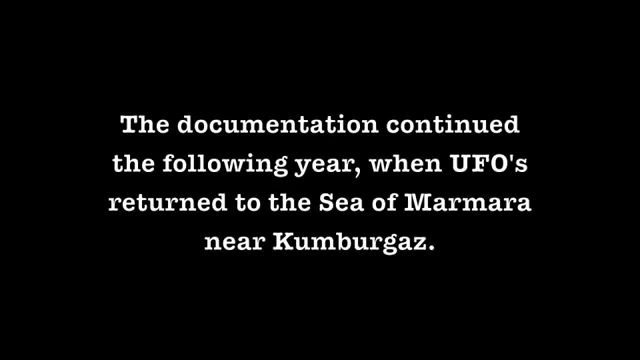 The documentation continued
the following year, when UFO's
returned to the Sea of Marmara
near Kumburgaz.